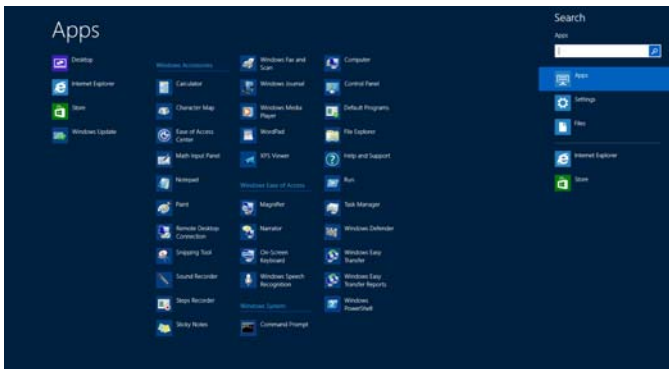 Apps
Desktop
Internet Explorer
Store
Windows Update
Windows Accessories
Calculator
Character Map
Ease of Access
Center
Math Input Panel
Notepad
Paint
Remote Desktop
Connection
Snipping Tool
Sound Recorder
Steps Recorder
Sticky Notes
Windows Fax and
Scan
Windows Journal
Windows Media
Player
WordPad
XPS Viewer
Windows Ease of Access
Magnifier
Narrator
On-Screen
Keyboard
Windows Speech
Recognition
Windows System
Command Prompt
Computer
Control Panel
Default Programs
File Explorer
Help and Support
Run
Task Manager
Windows Defender
Windows Easy
Transfer
Windows Easy
Transfer Reports
Windows
PowerShell
Search
Apps
Apps
Settings
Files
Internet Explorer
Store